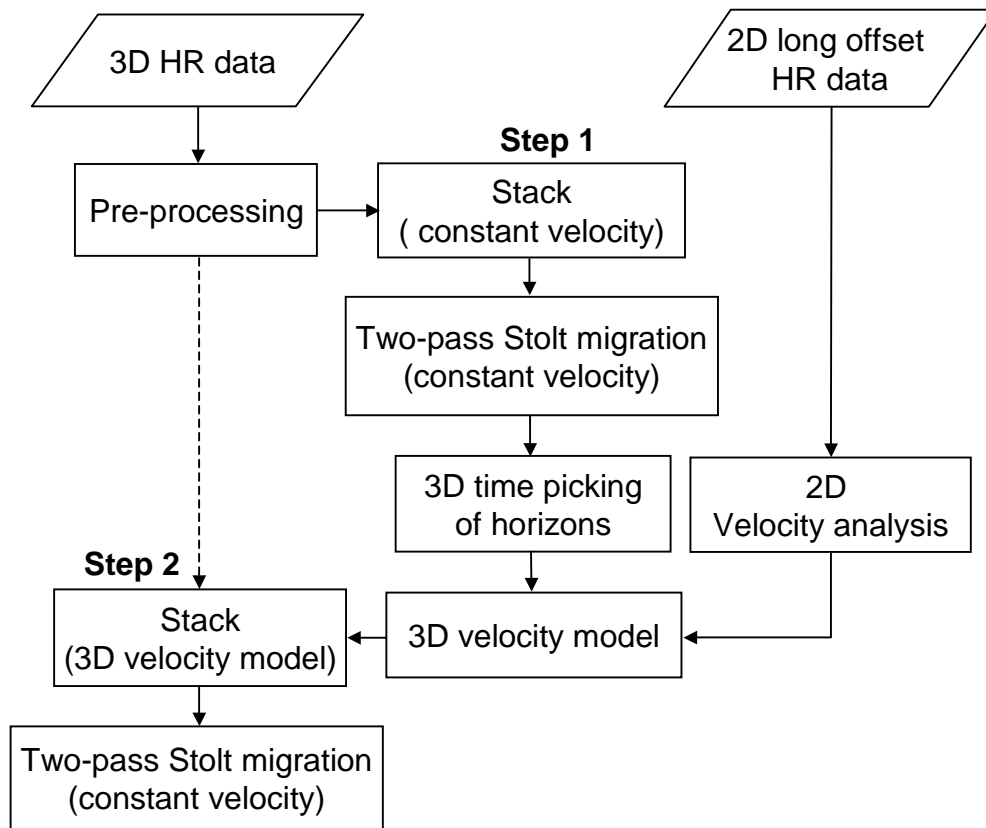 3D HR data
2D long offset
HR data
Step 1
Pre-processing
Stack
( constant velocity)
Two-pass Stolt migration
(constant velocity)
3D time picking
of horizons
2D
Velocity analysis
Step 2
Stack
(3D velocity model)
3D velocity model
Two-pass Stolt migration
(constant velocity)